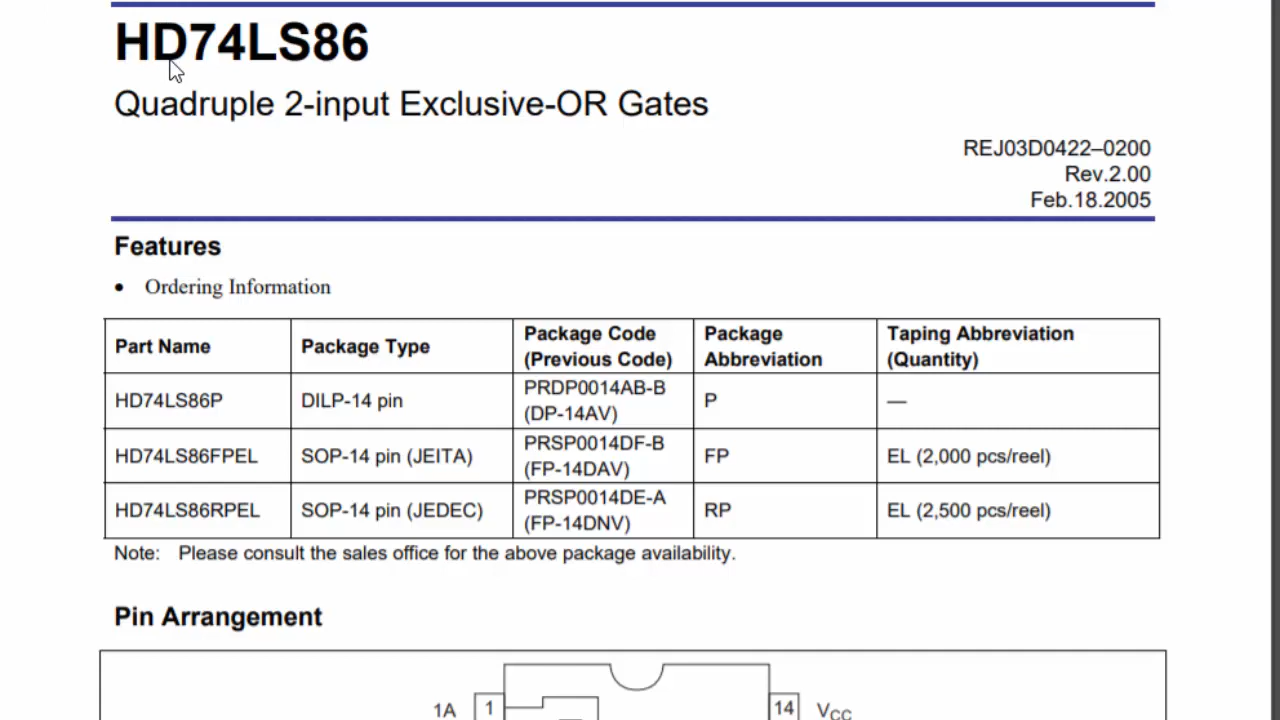 HD74LS86
Quadruple 2-input Exclusive-OR Gates
REJ03D0422–0200
Rev.2.00
Feb.18.2005
Features
• Ordering Information
Part Name Package Type Package Code (Previous Code) Package Abbreviation Taping Abbreviation (Quantity)
HD74LS86P DILP-14 pin PRDP0014AB-B (DP-14AV) P —
HD74LS86FPEL SOP-14 pin (JEITA) PRSP0014DF-B (FP-14DAV) FP EL (2,000 pcs/reel)
HD74LS86RPEL SOP-14 pin (JEDEC) PRSP0014DE-A (FP-14DNV) RP EL (2,500 pcs/reel)
Note: Please consult the sales office for the above package availability.
Pin Arrangement
1A 1 14 VCC